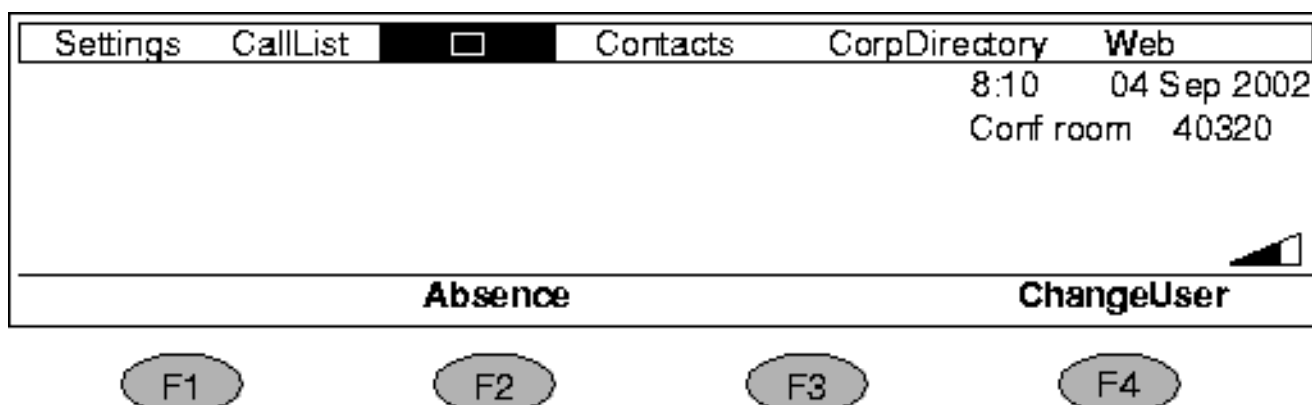 Settings CallList Contacts CorpDirectory Web
8:10 04 Sep 2002
Conf room 40320
Absence ChangeUser
F1 F2 F3 F4